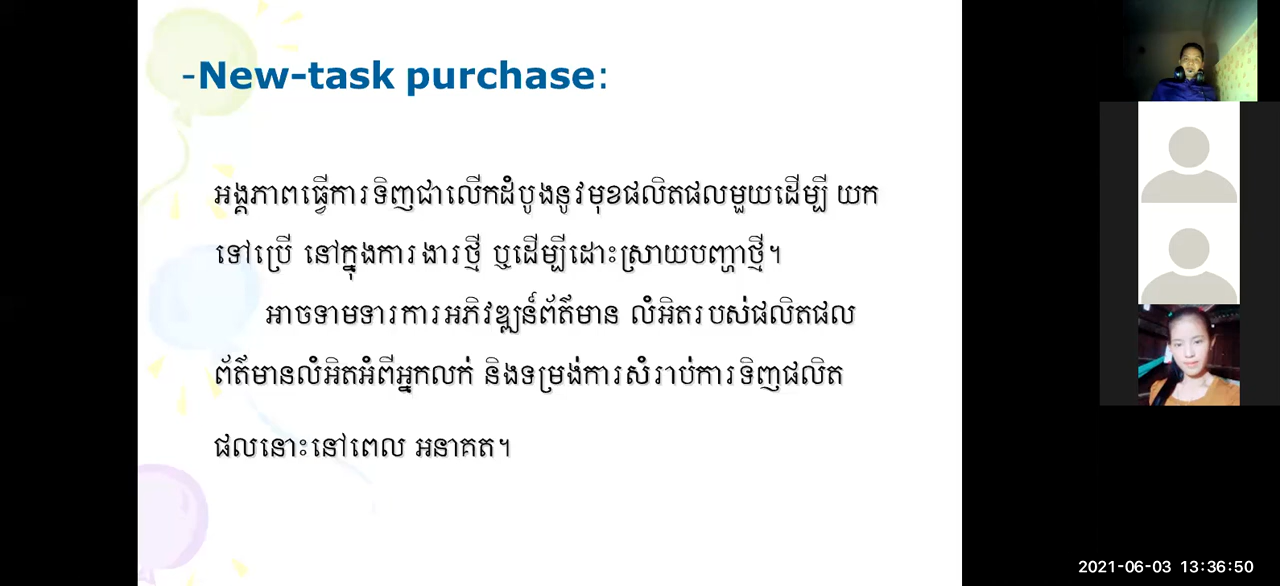 -New-task purchase:
អង្គភាពធ្វើការទិញជាលើកដំបូងនូវមុខផលិតផលមួយដើម្បី យក
ទៅប្រើ នៅក្នុងការងារថ្មី ឬដើម្បីដោះស្រាយបញ្ហាថ្មី។
អាចទាមទារការអភិវឌ្ឍន៍ព័ត៌មាន លំអិតរបស់ផលិតផល
ព័ត៌មានលំអិតអំពីអ្នកលក់ និងទម្រង់ការសំរាប់ការទិញផលិត
ផលនោះនៅពេល អនាគត។
2021-06-03 13:36:50